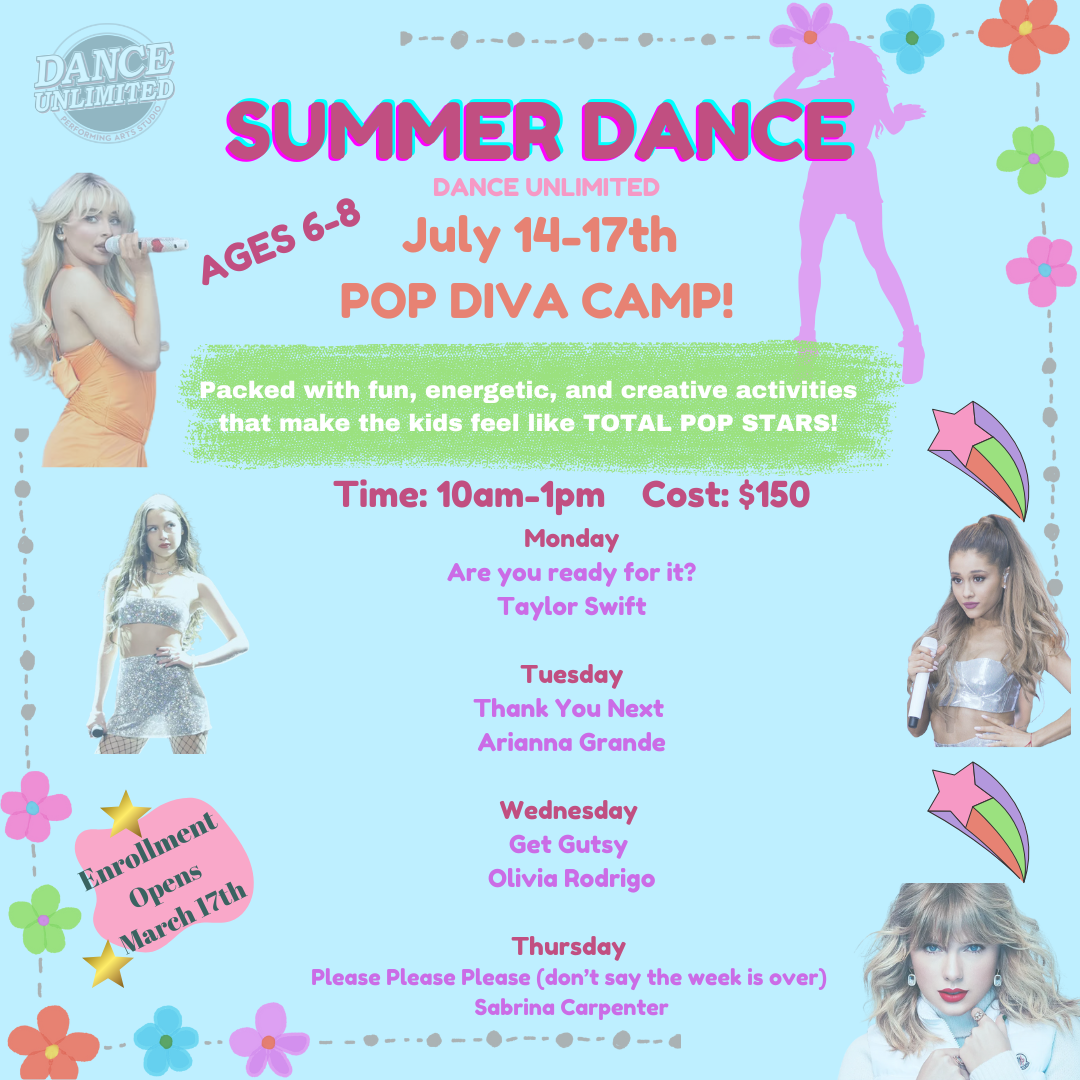 DANCE
UNLIMITED
PERFORMING ARTS STUDIO
SUMMER DANCE
DANCE UNLIMITED
AGES 6-8
July 14-17th
POP DIVA CAMP!
Packed with fun, energetic, and creative activities
that make the kids feel like TOTAL POP STARS!
Time: 10am-1pm Cost: $150
Monday
Are you ready for it?
Taylor Swift
Tuesday
Thank You Next
Arianna Grande
Wednesday
Get Gutsy
Olivia Rodrigo
Enrollment
Opens
March 17th
Thursday
Please Please Please (don't say the week is over)
Sabrina Carpenter